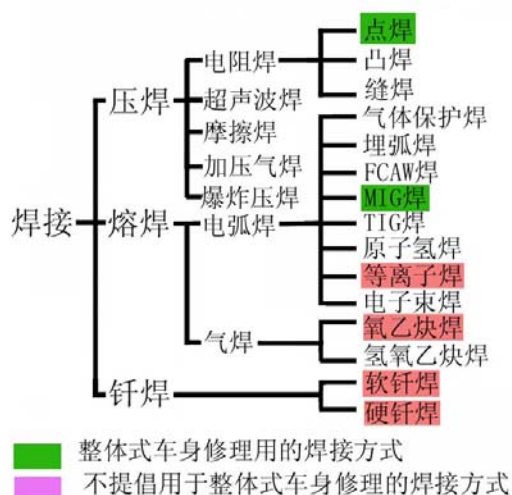 点焊
电阻焊
凸焊
缝焊
压焊
超声波焊
摩擦焊
加压气焊
爆炸压焊
气体保护焊
埋弧焊
FCAW焊
MIG焊
焊接
熔焊
电弧焊
TIG焊
原子氢焊
等离子焊
电子束焊
气焊
氧乙炔焊
氢氧乙炔焊
钎焊
软钎焊
硬钎焊
整体式车身修理用的焊接方式
不提倡用于整体式车身修理的焊接方式